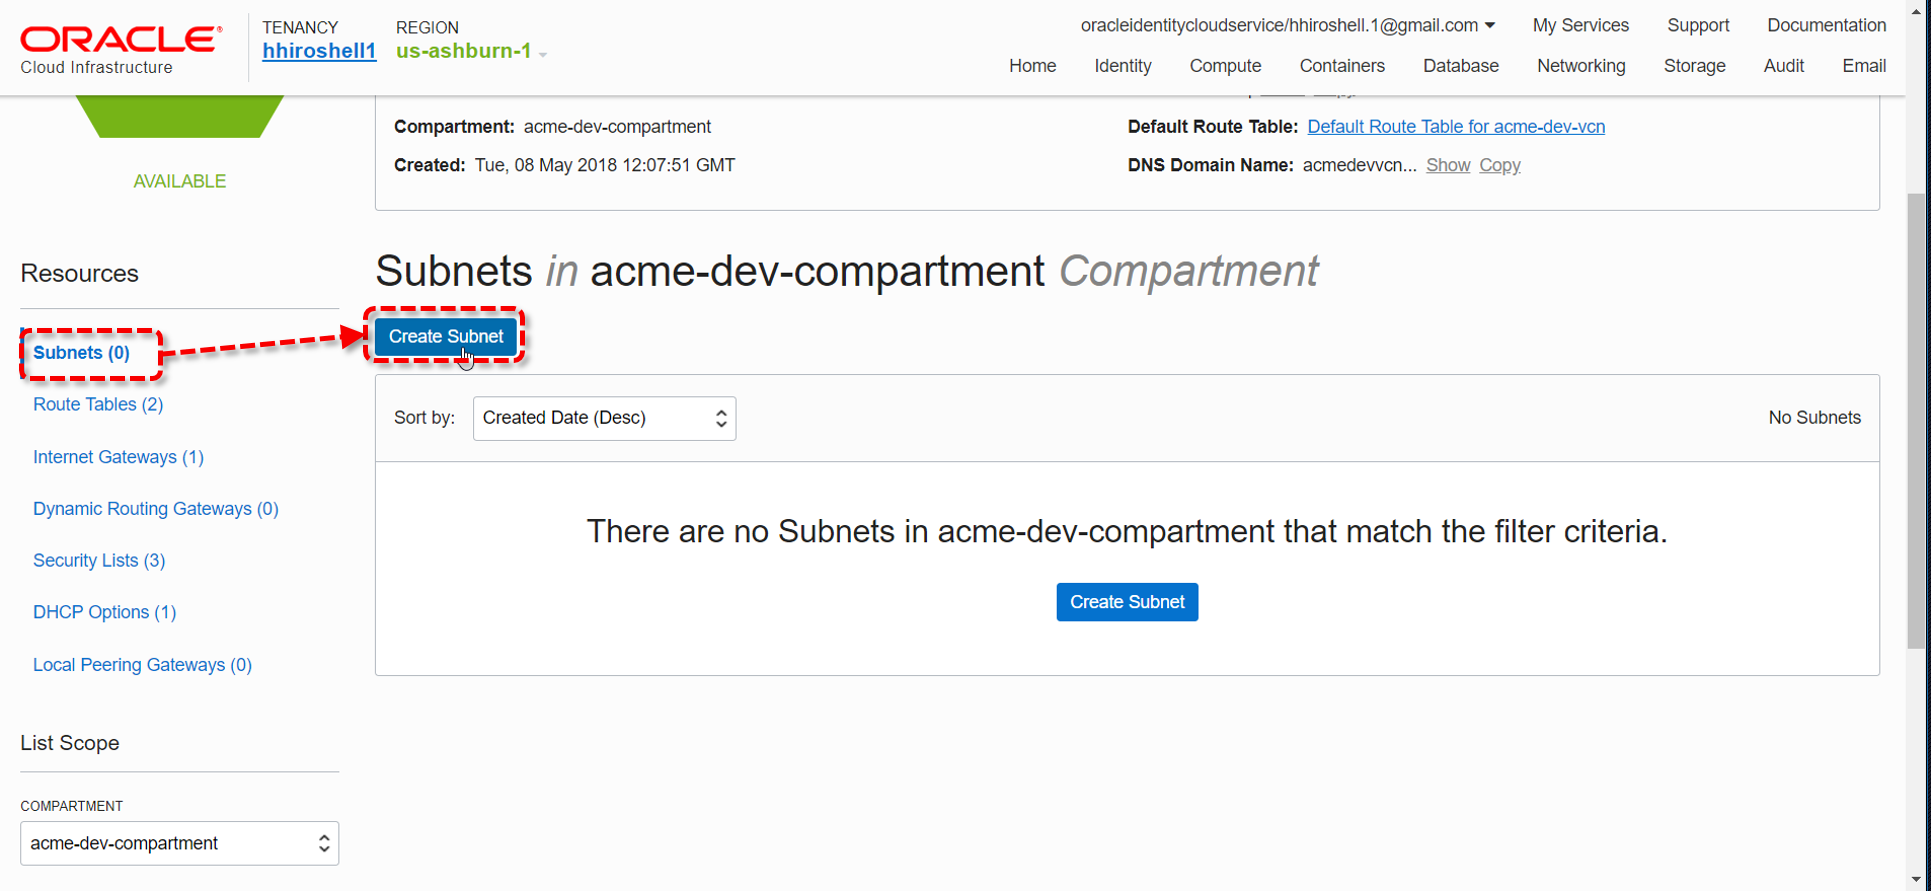 ORACLE®
Cloud Infrastructure
TENANCY
hhiroshell1
REGION
us-ashburn-1
oracleidentitycloudservice/hhiroshell.1@gmail.com
My Services
Support
Documentation
Home
Identity
Compute
Containers
Database
Networking
Storage
Audit
Email
AVAILABLE
Compartment: acme-dev-compartment
Created: Tue, 08 May 2018 12:07:51 GMT
Default Route Table: Default Route Table for acme-dev-vcn
DNS Domain Name: acmedevvcn... Show Copy
Resources
Subnets (0)
Route Tables (2)
Internet Gateways (1)
Dynamic Routing Gateways (0)
Security Lists (3)
DHCP Options (1)
Local Peering Gateways (0)
List Scope
COMPARTMENT
acme-dev-compartment
Subnets in acme-dev-compartment Compartment
Create Subnet
Sort by: Created Date (Desc)
No Subnets
There are no Subnets in acme-dev-compartment that match the filter criteria.
Create Subnet